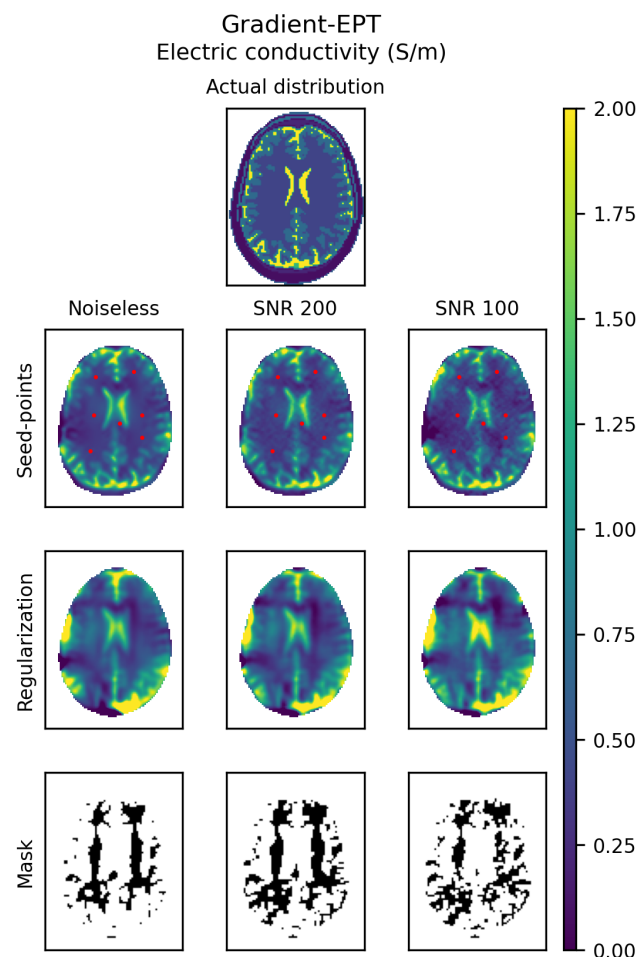 Gradient-EPT
Electric conductivity (S/m)
Actual distribution
2.00
1.75
1.50
1.25
1.00
0.75
0.50
0.25
0.00
Noiseless SNR 200 SNR 100
Seed-points
Regularization
Mask